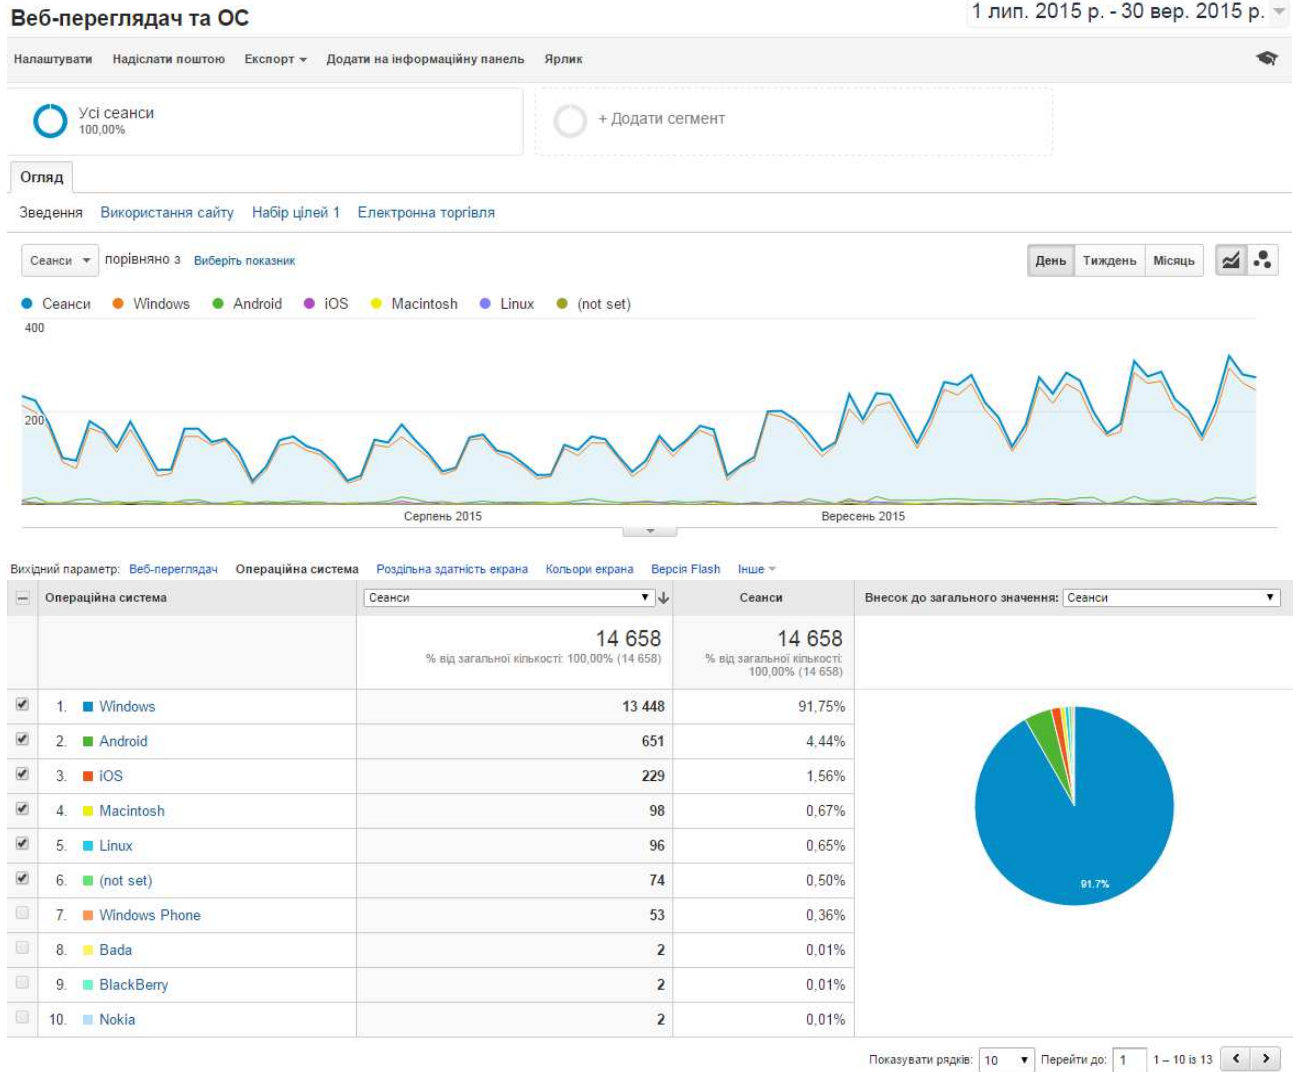 Веб-переглядач та ОС
1 лип. 2015 р. - 30 вер. 2015 р.
Налаштувати Надіслати поштою Експорт Додати на інформаційну панель Ярлик
Усі сеанси
100,00%
+ Додати сегмент
Огляд
Зведення Використання сайту Набір цілей 1 Електронна торгівля
Сеанси порівняно з Виберіть показник
День Тиждень Місяць
Сеанси Windows Android iOS Macintosh Linux (not set)
400
200
Серпень 2015 Вересень 2015
Вихідний параметр: Веб-переглядач Операційна система Роздільна здатність екрана Кольори екрана Версія Flash Інше
Операційна система Сеанси Сеанси Внесок до загального значення: Сеанси
14 658 14 658
% від загальної кількості: 100,00% (14 658) % від загальної кількості:
100,00% (14 658)
1. Windows 13 448 91,75%
2. Android 651 4,44%
3. iOS 229 1,56%
4. Macintosh 98 0,67%
5. Linux 96 0,65%
6. (not set) 74 0,50%
7. Windows Phone 53 0,36%
8. Bada 2 0,01%
9. BlackBerry 2 0,01%
10. Nokia 2 0,01%
91.7%
Показувати рядків: 10 Перейти до: 1 1 – 10 із 13